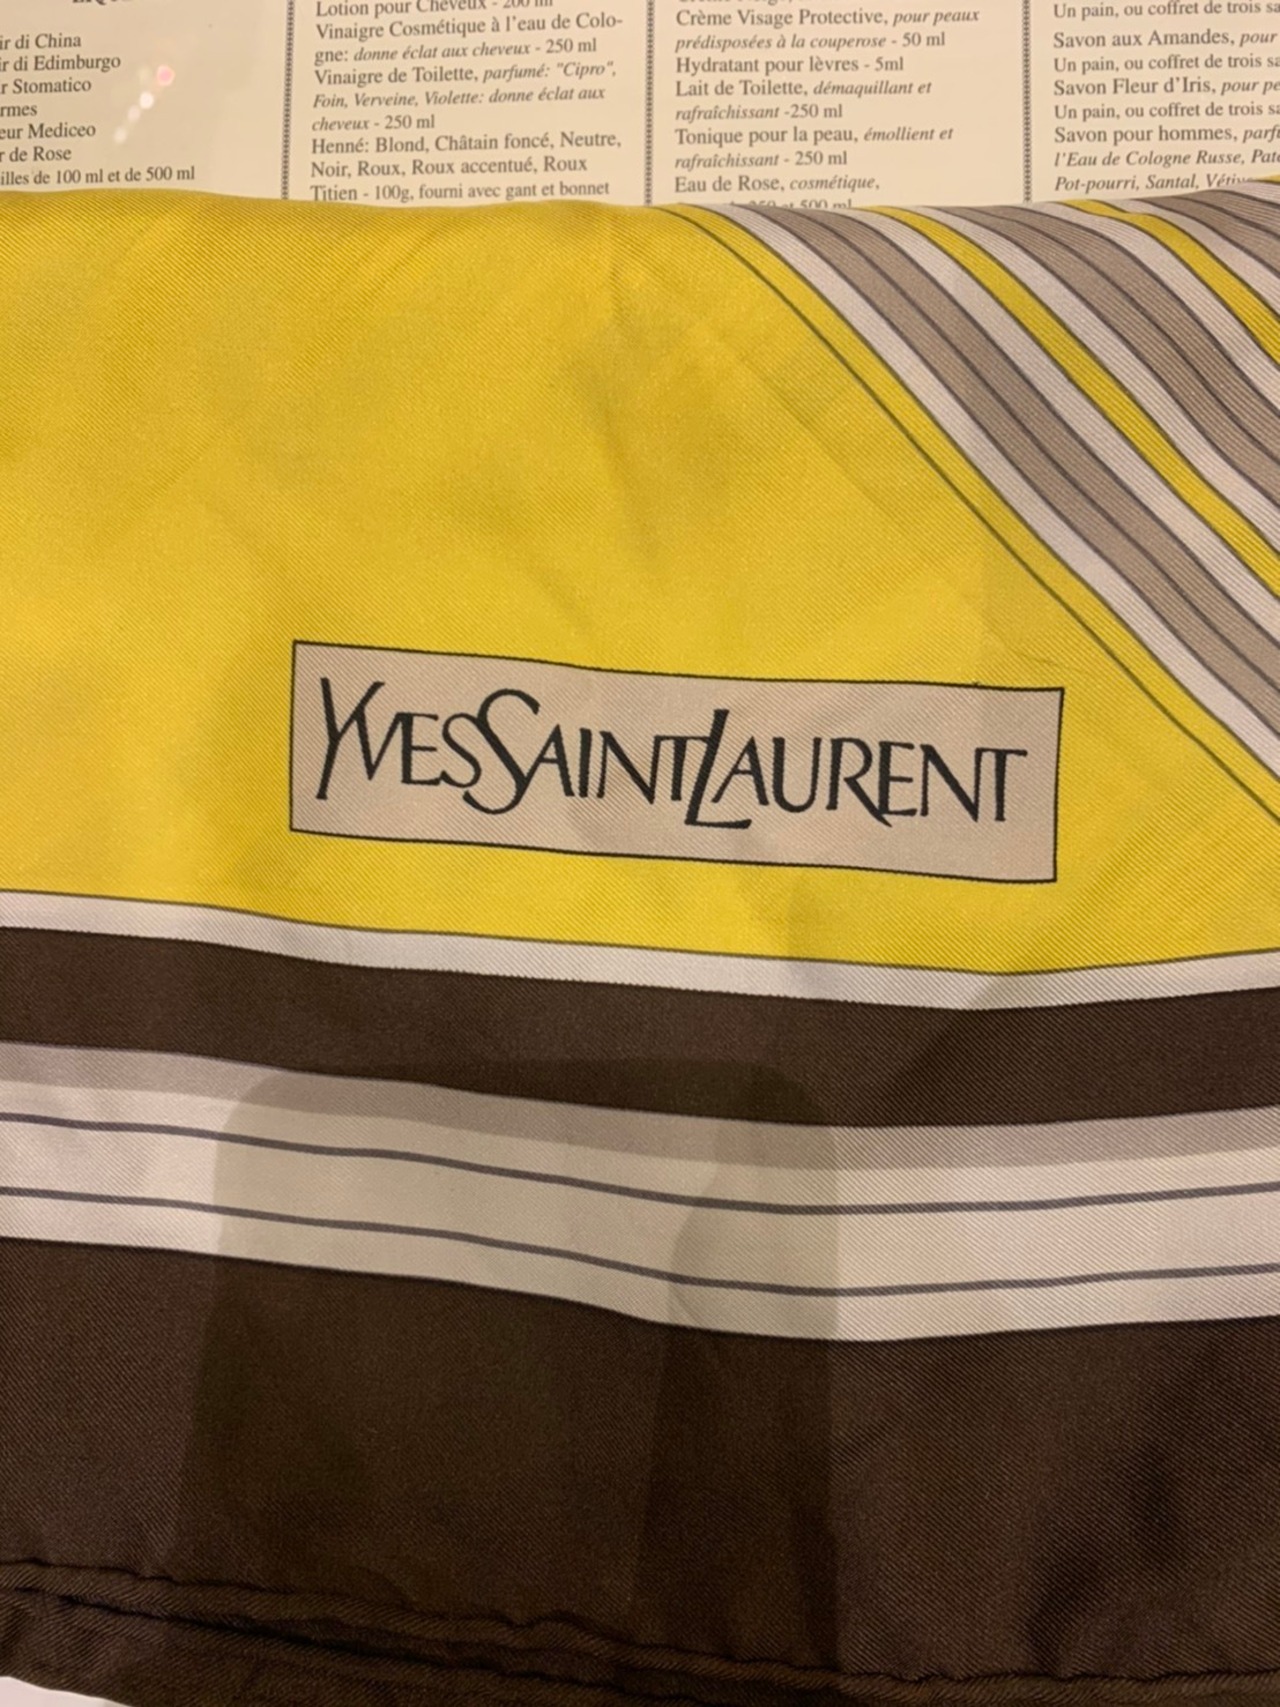 ir di China
ir di Edimburgo
r Stomatico
rmes
eur Mediceo
r de Rose
illes de 100 ml et de 500 ml
Lotion pour Cheveux - 200 ml
Vinaigre Cosmétique à l'eau de Colo-
gne: donne éclat aux cheveux - 250 ml
Vinaigre de Toilette, parfumé: "Cipro",
Foin, Verveine, Violette: donne éclat aux
cheveux - 250 ml
Henné: Blond, Châtain foncé, Neutre,
Noir, Roux, Roux accentué, Roux
Titien - 100g, fourni avec gant et bonnet
Crème Visage Protective, pour peaux
prédisposées à la couperose - 50 ml
Hydratant pour lèvres - 5ml
Lait de Toilette, démaquillant et
rafraîchissant -250 ml
Tonique pour la peau, émollient et
rafraîchissant - 250 ml
Eau de Rose, cosmétique,
500 ml
Un pain, ou coffret de trois sa
Savon aux Amandes, pour
Un pain, ou coffret de trois sa
Savon Fleur d'Iris, pour pe
Un pain, ou coffret de trois sa
Savon pour hommes, parfu
l'Eau de Cologne Russe, Patc
Pot-pourri, Santal,
YVESSAINTLAURENT